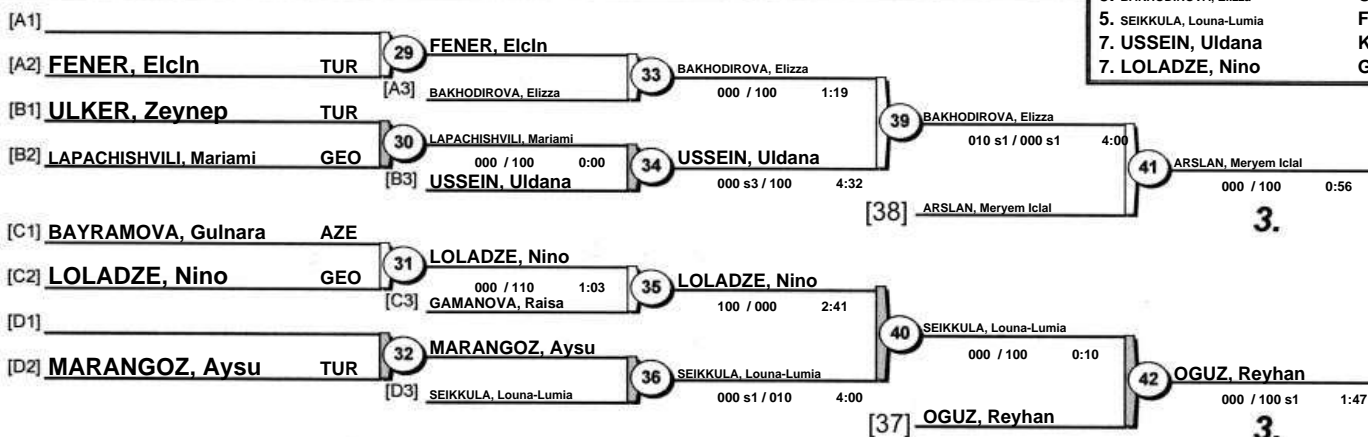 [A1]
[A2] FENER, Elcln TUR
29 FENER, Elcln
[A3] BAKHODIROVA, Elizza
33 BAKHODIROVA, Elizza
000 / 100 1:19
[B1] ULKER, Zeynep TUR
[B2] LAPACHISHVILI, Mariami GEO
30 LAPACHISHVILI, Mariami
000 / 100 0:00
[B3] USSEIN, Uldana
34 USSEIN, Uldana
000 s3 / 100 4:32
39 BAKHODIROVA, Elizza
010 s1 / 000 s1 4:00
[38] ARSLAN, Meryem Iclal
41 ARSLAN, Meryem Iclal
000 / 100 0:56
3.
[C1] BAYRAMOVA, Gulnara AZE
[C2] LOLADZE, Nino GEO
31 LOLADZE, Nino
000 / 110 1:03
[C3] GAMANOVA, Raisa
35 LOLADZE, Nino
100 / 000 2:41
[D1]
[D2] MARANGOZ, Aysu TUR
32 MARANGOZ, Aysu
[D3] SEIKKULA, Louna-Lumia
36 SEIKKULA, Louna-Lumia
000 s1 / 010 4:00
40 SEIKKULA, Louna-Lumia
000 / 100 0:10
[37] OGUZ, Reyhan
42 OGUZ, Reyhan
000 / 100 s1 1:47
3.
5. SEIKKULA, Louna-Lumia
7. USSEIN, Uldana
7. LOLADZE, Nino